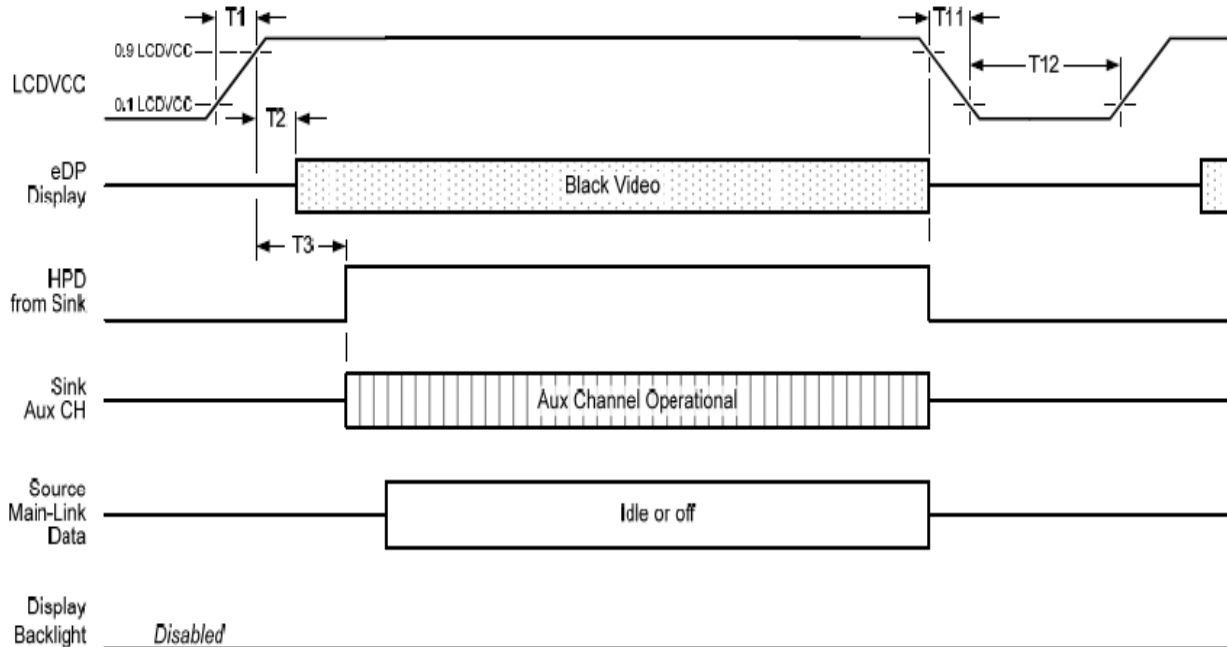 T1
T11
0.9 LCDVCC
LCDVCC
T12
0.1 LCDVCC
T2
eDP
Display
Black Video
T3
HPD
from Sink
Sink
Aux CH
Aux Channel Operational
Source
Main-Link
Data
Idle or off
Display
Backlight
Disabled